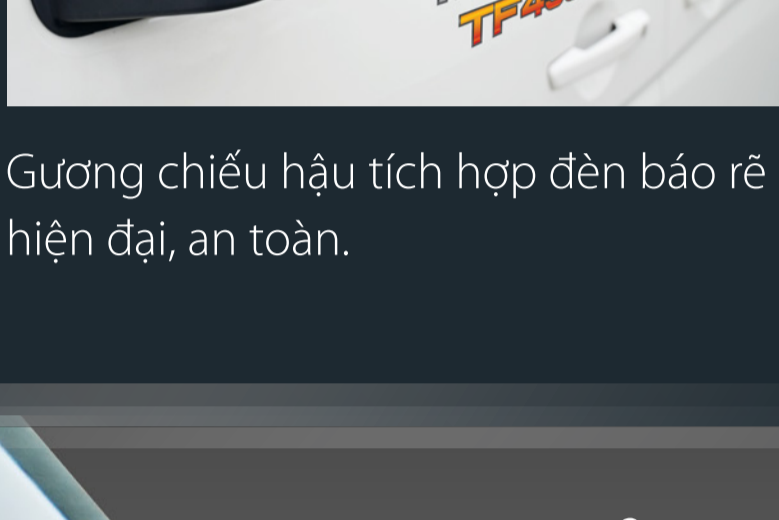 Gương chiếu hậu tích hợp đèn báo rẽ
hiện đại, an toàn.